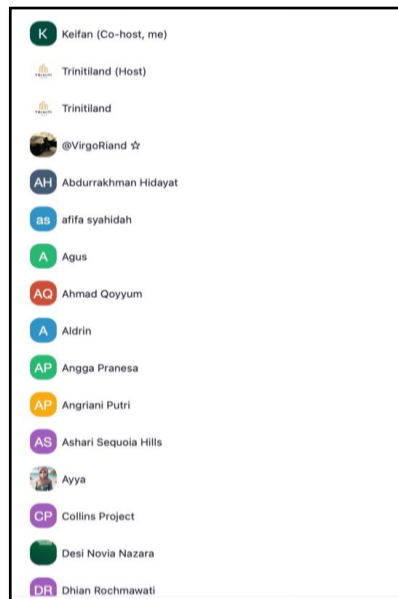 K Keifan (Co-host, me)
Trinitiland (Host)
Trinitiland
@VirgoRiand ☆
AH Abdurrakhman Hidayat
as afifa syahidah
A Agus
AQ Ahmad Qoyyum
A Aldrin
AP Angga Pranesa
AP Angriani Putri
AS Ashari Sequoia Hills
Ayya
CP Collins Project
Desi Novia Nazara
DR Dhian Rochmawati